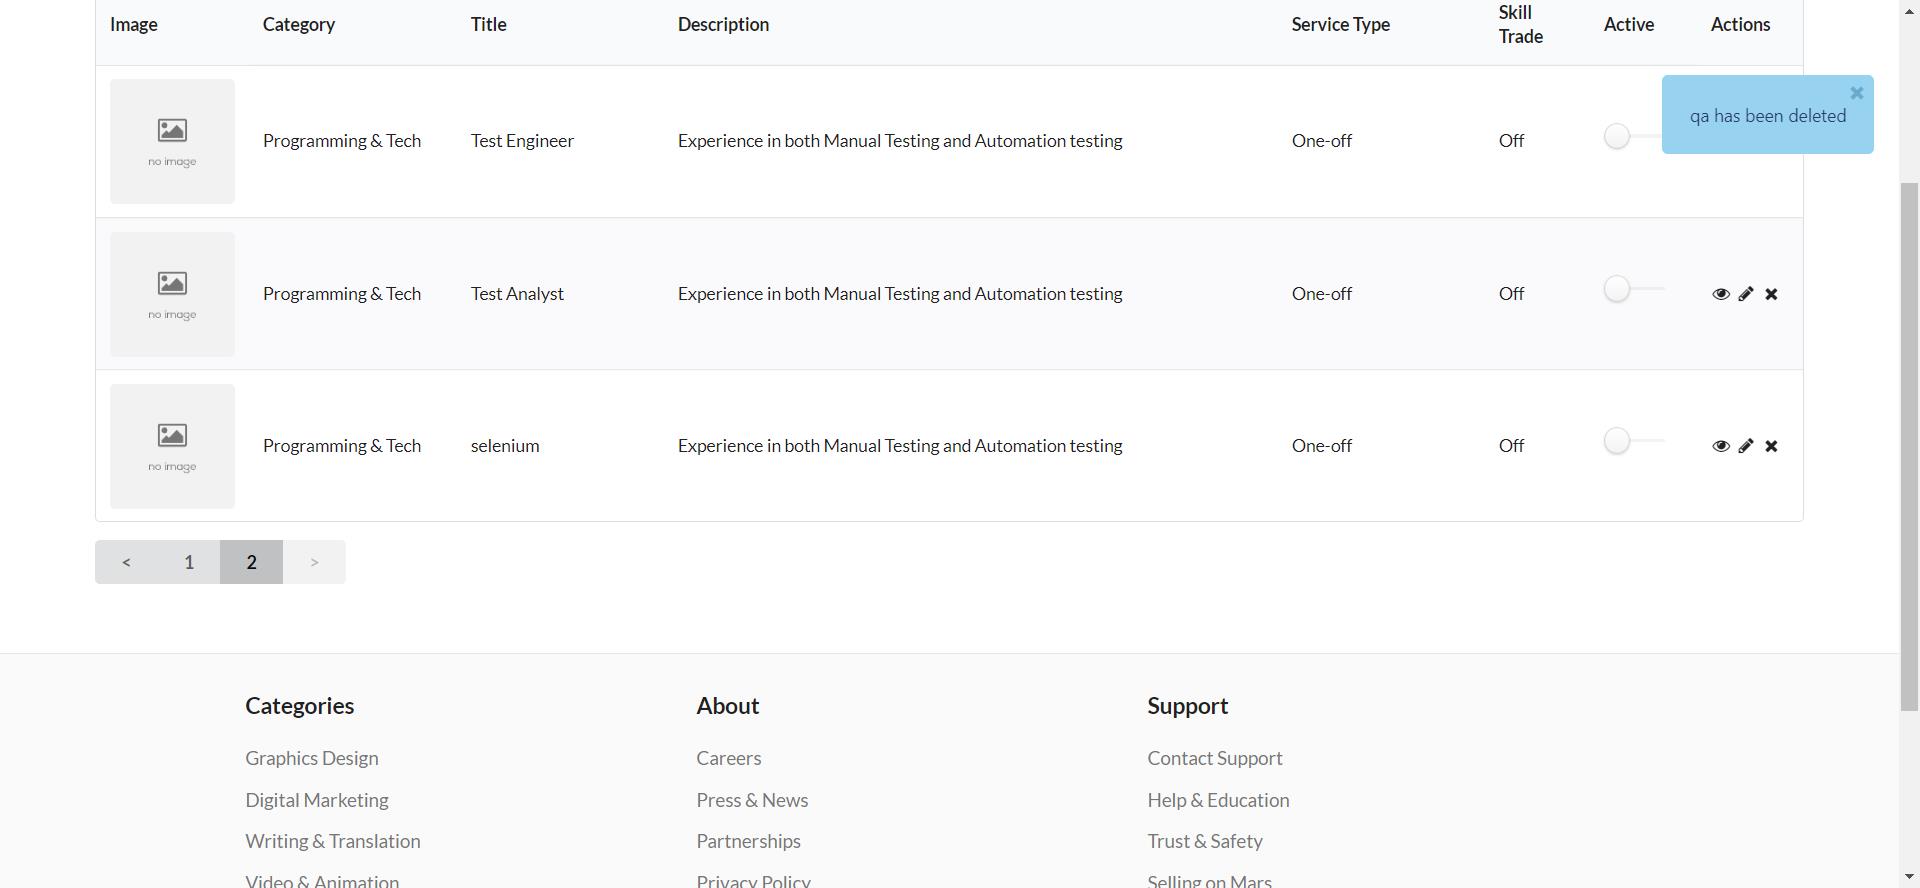 Image Category Title Description Service Type Skill Trade Active Actions
qa has been deleted
no image Programming & Tech Test Engineer Experience in both Manual Testing and Automation testing One-off Off
no image Programming & Tech Test Analyst Experience in both Manual Testing and Automation testing One-off Off
no image Programming & Tech selenium Experience in both Manual Testing and Automation testing One-off Off
< 1 2 >
Categories About Support
Graphics Design Careers Contact Support
Digital Marketing Press & News Help & Education
Writing & Translation Partnerships Trust & Safety
Video & Animation Privacy Policy Selling on Mars